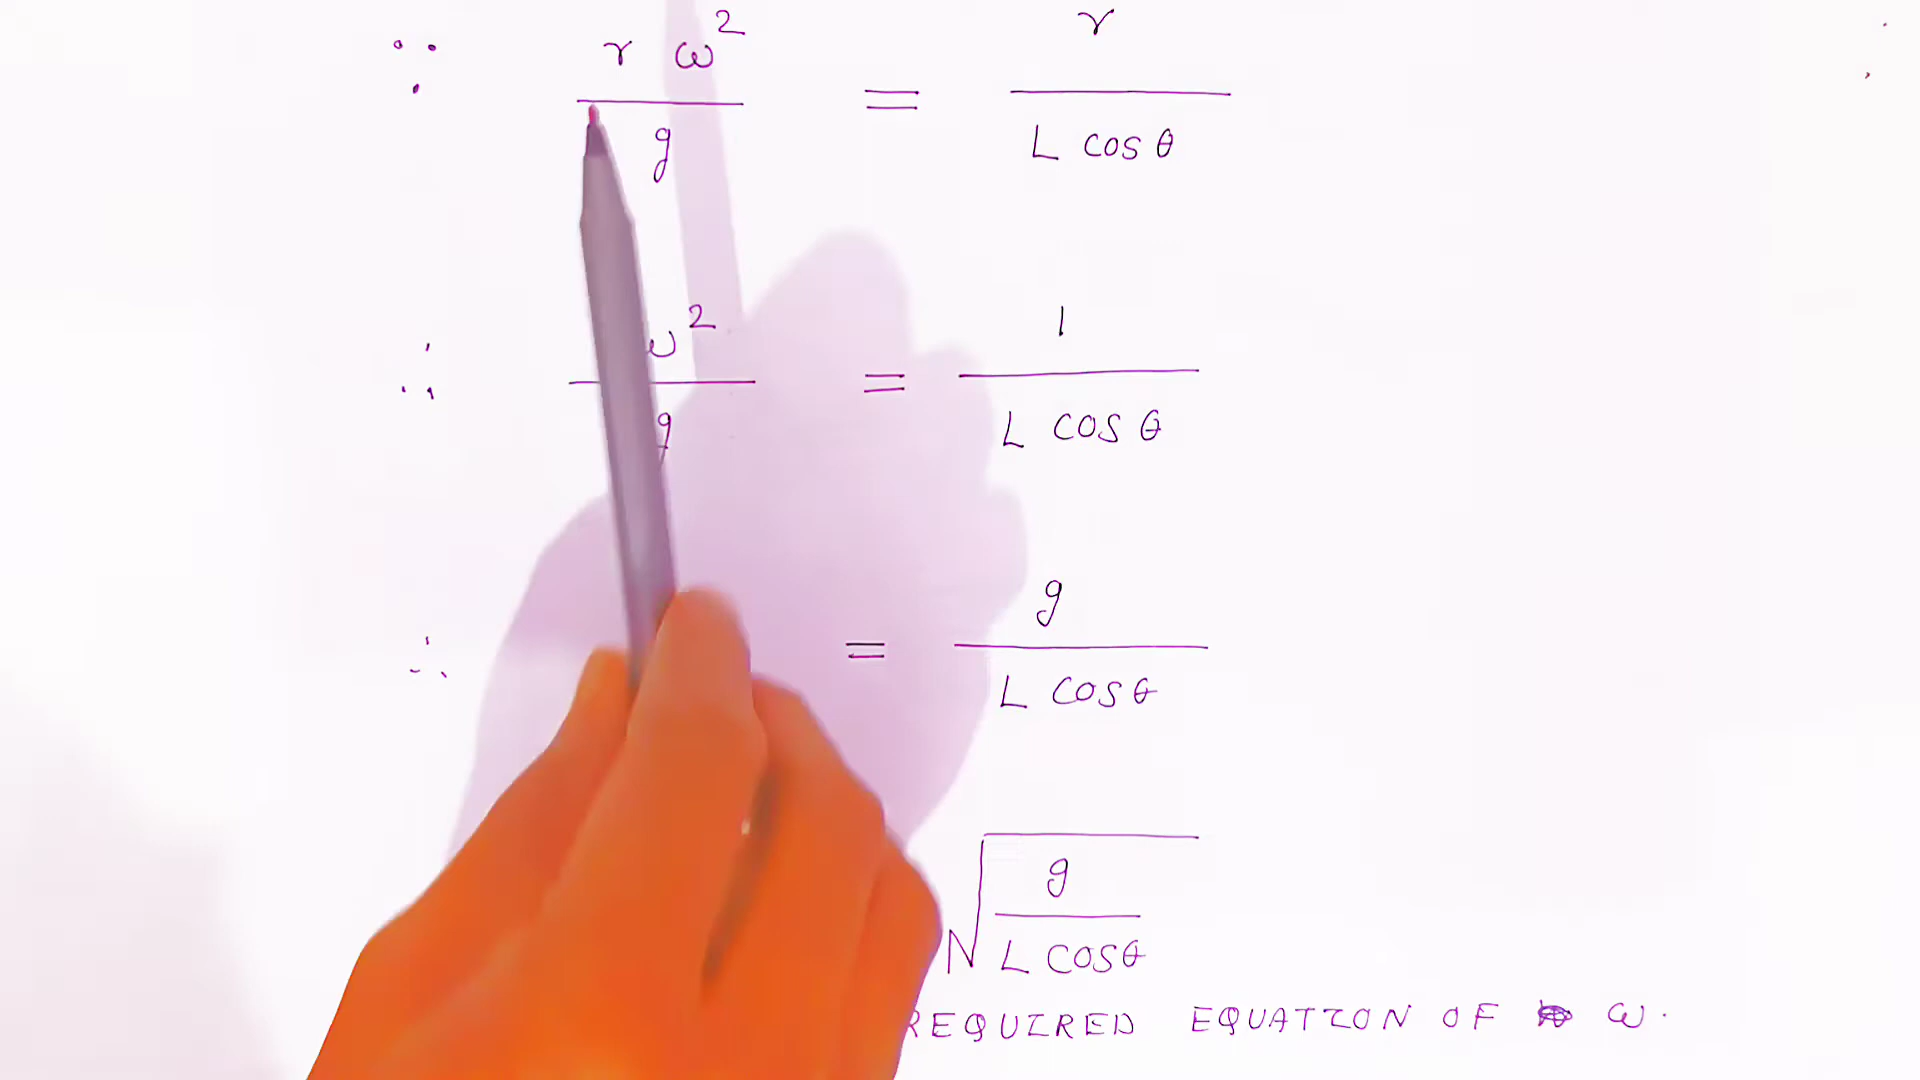 ∵ r ω² / g = r / L cos θ
∴ ω² / g = 1 / L cos θ
∴ = g / L cos θ
√ g / L cos θ
REQUIRED EQUATION OF ω.